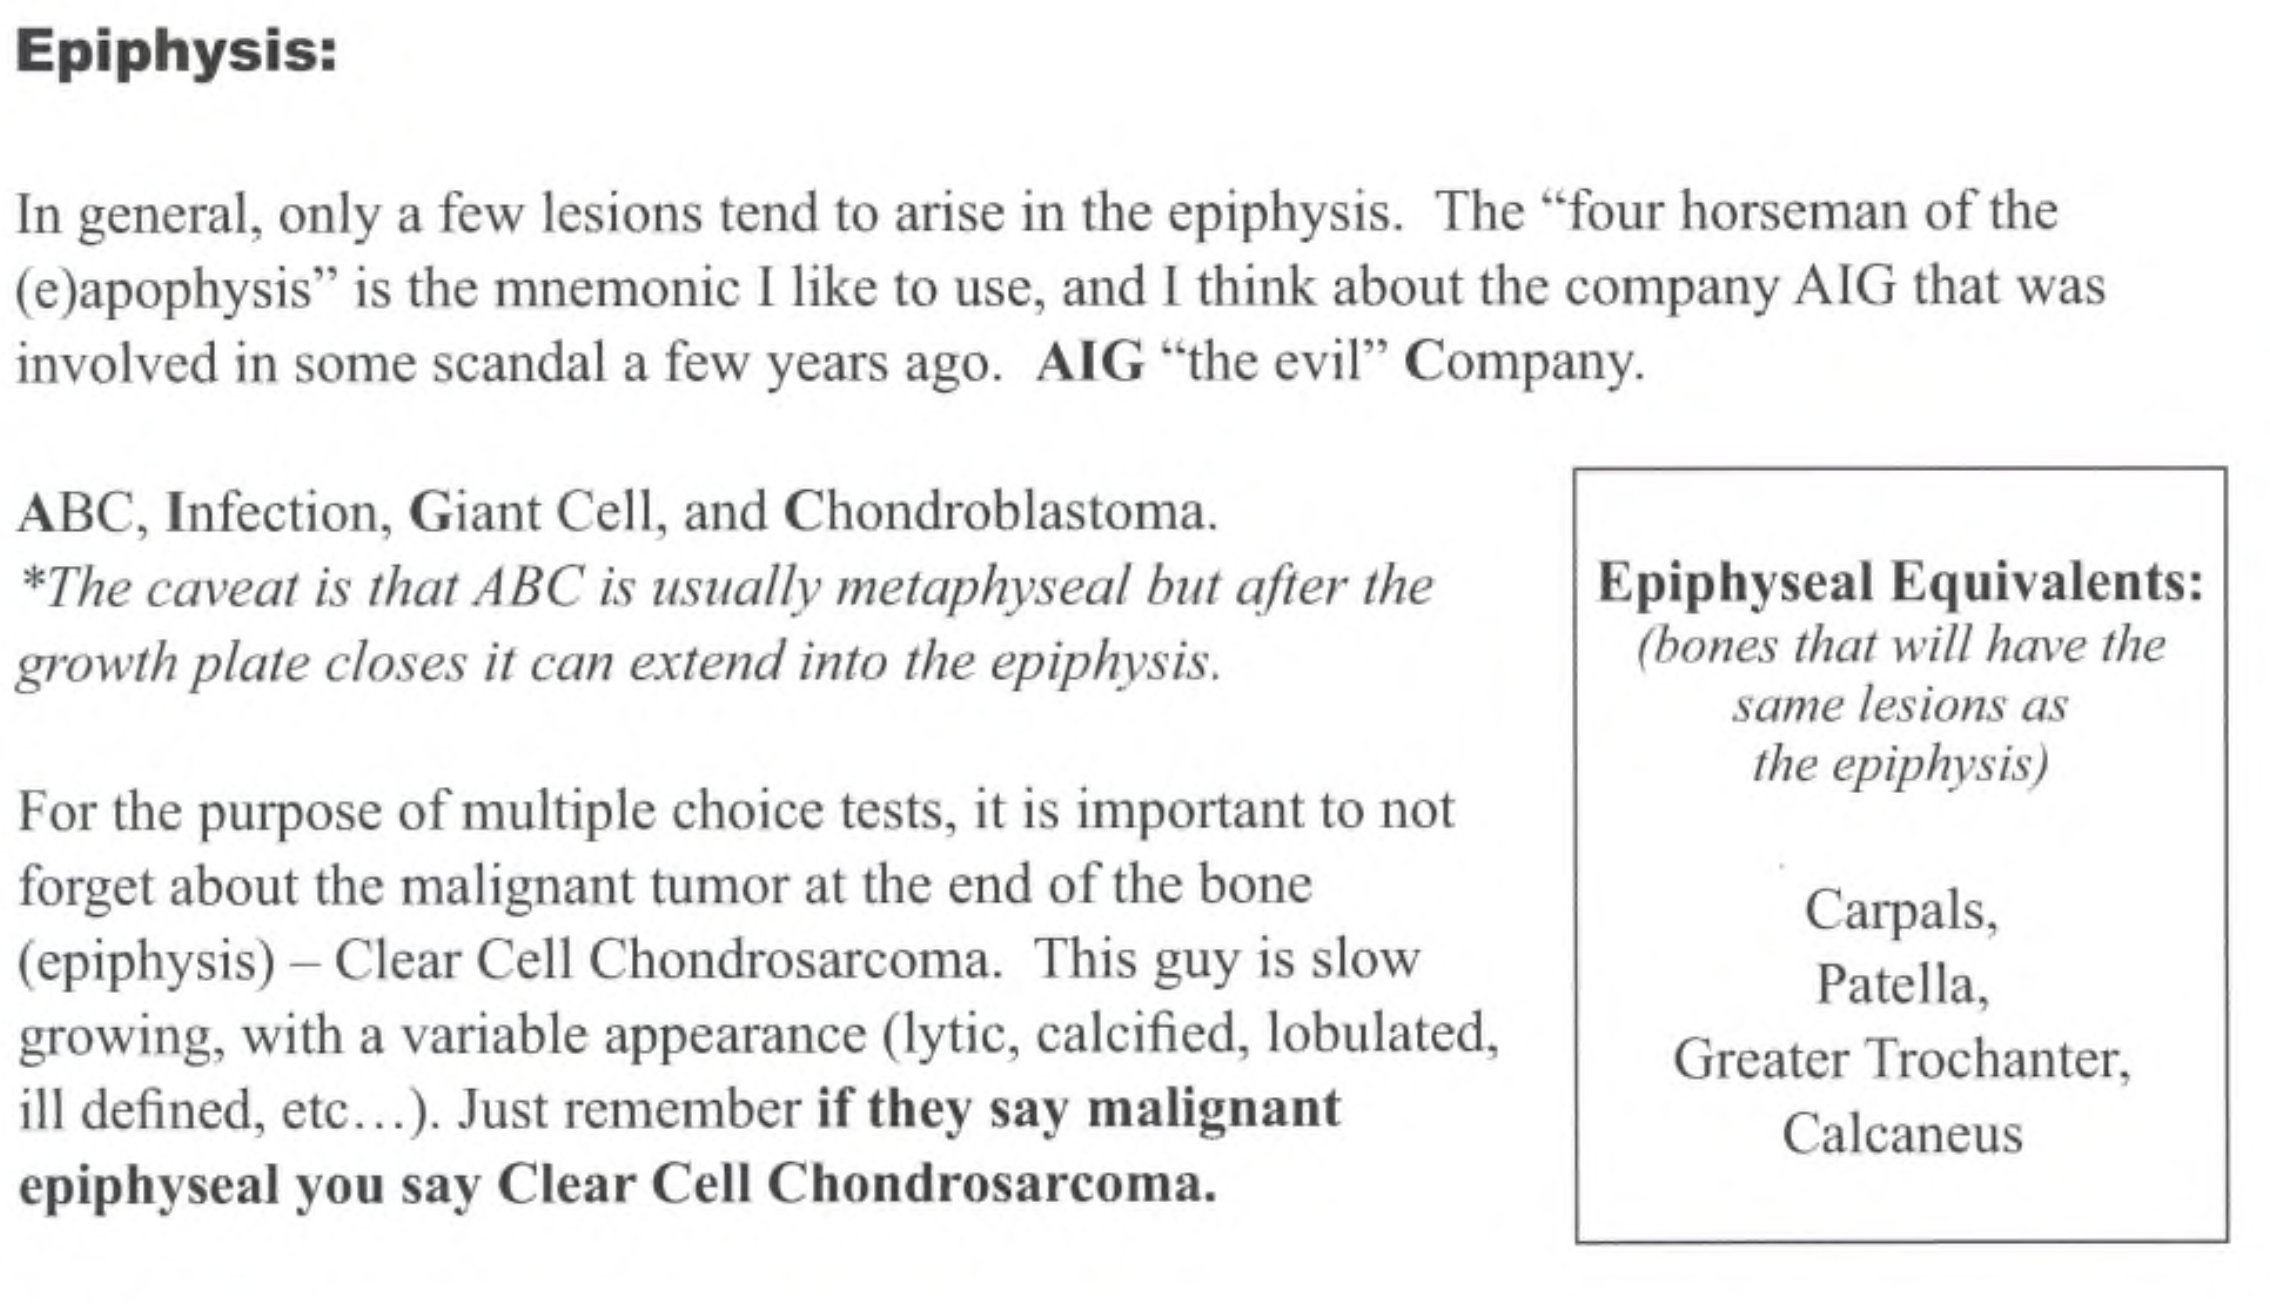 Epiphysis:
In general, only a few lesions tend to arise in the epiphysis.  The “four horseman of the
(e)apophysis” is the mnemonic I like to use, and I think about the company AIG that was
involved in some scandal a few years ago.  AIG “the evil” Company.
ABC, Infection, Giant Cell, and Chondroblastoma.
*The caveat is that ABC is usually metaphyseal but after the
growth plate closes it can extend into the epiphysis.
For the purpose of multiple choice tests, it is important to not
forget about the malignant tumor at the end of the bone
(epiphysis) – Clear Cell Chondrosarcoma.  This guy is slow
growing, with a variable appearance (lytic, calcified, lobulated,
ill defined, etc…). Just remember if they say malignant
epiphyseal you say Clear Cell Chondrosarcoma.
Epiphyseal Equivalents:
(bones that will have the
same lesions as
the epiphysis)
Carpals,
Patella,
Greater Trochanter,
Calcaneus